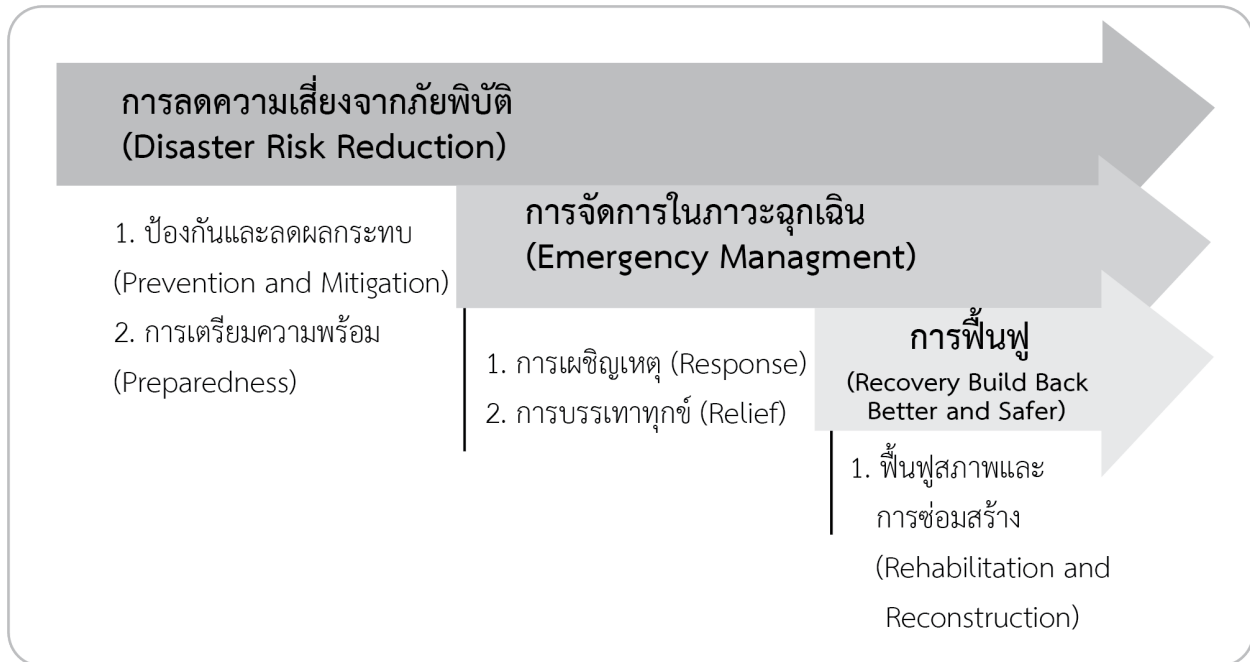 การลดความเสี่ยงจากภัยพิบัติ
(Disaster Risk Reduction)
1. ป้องกันและลดผลกระทบ
(Prevention and Mitigation)
2. การเตรียมความพร้อม
(Preparedness)
การจัดการในภาวะฉุกเฉิน
(Emergency Managment)
1. การเผชิญเหตุ (Response)
2. การบรรเทาทุกข์ (Relief)
การฟื้นฟู
(Recovery Build Back
Better and Safer)
1. ฟื้นฟูสภาพและ
การซ่อมสร้าง
(Rehabilitation and
Reconstruction)